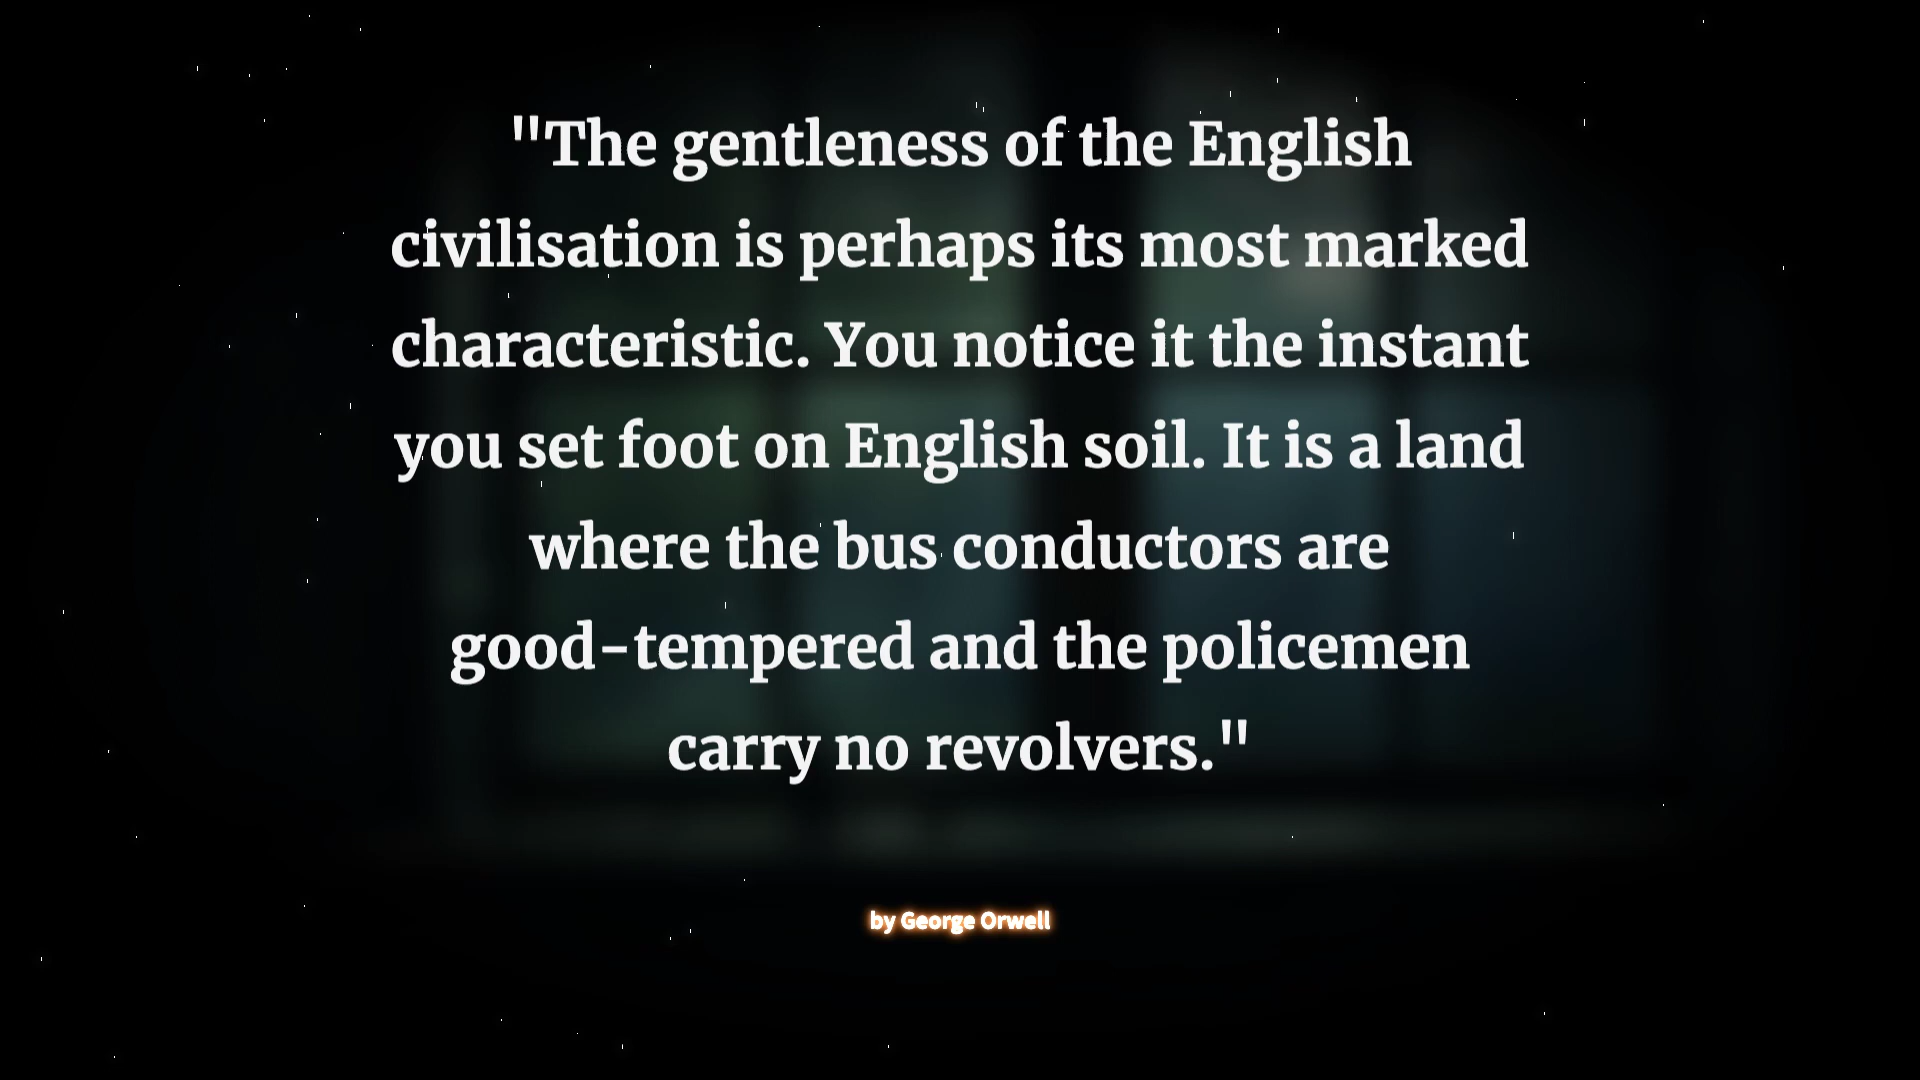 "The gentleness of the English
civilisation is perhaps its most marked
characteristic. You notice it the instant
you set foot on English soil. It is a land
where the bus conductors are
good-tempered and the policemen
carry no revolvers."
by George Orwell